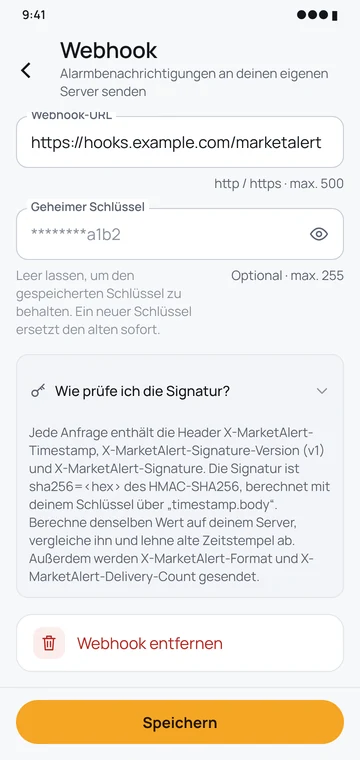 9:41
Webhook
Alarmbenachrichtigungen an deinen eigenen
Server senden
Webhook-URL
https://hooks.example.com/marketalert
http / https · max. 500
Geheimer Schlüssel
********a1b2
Leer lassen, um den
gespeicherten Schlüssel zu
behalten. Ein neuer Schlüssel
ersetzt den alten sofort.
Optional · max. 255
Wie prüfe ich die Signatur?
Jede Anfrage enthält die Header X-MarketAlert-
Timestamp, X-MarketAlert-Signature-Version (v1)
und X-MarketAlert-Signature. Die Signatur ist
sha256=<hex> des HMAC-SHA256, berechnet mit
deinem Schlüssel über „timestamp.body“.
Berechne denselben Wert auf deinem Server,
vergleiche ihn und lehne alte Zeitstempel ab.
Außerdem werden X-MarketAlert-Format und X-
MarketAlert-Delivery-Count gesendet.
Webhook entfernen
Speichern